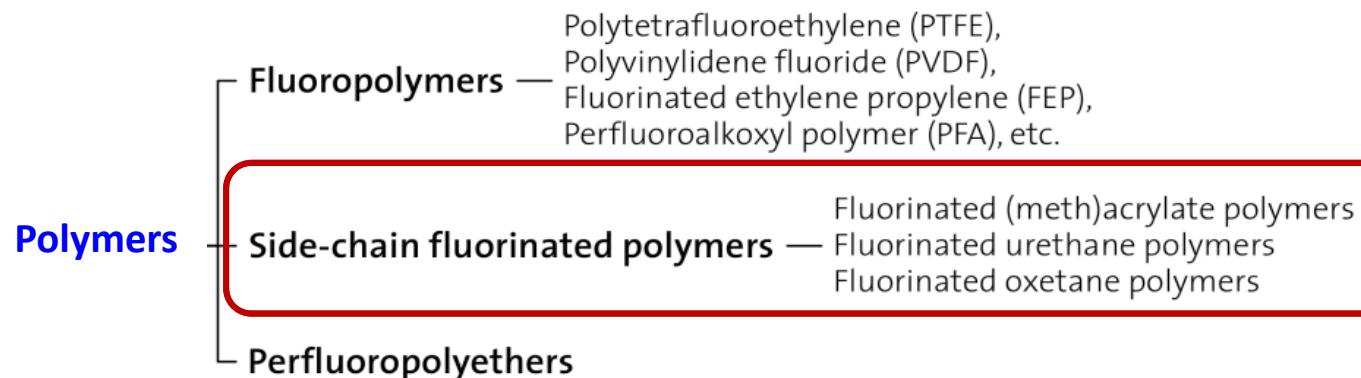 Polytetrafluoroethylene (PTFE),
Fluoropolymers
Polyvinylidene fluoride (PVDF),
Fluorinated ethylene propylene (FEP),
Perfluoroalkoxyl polymer (PFA), etc.
Polymers
Side-chain fluorinated polymers
Fluorinated (meth)acrylate polymers
Fluorinated urethane polymers
Fluorinated oxetane polymers
Perfluoropolyethers